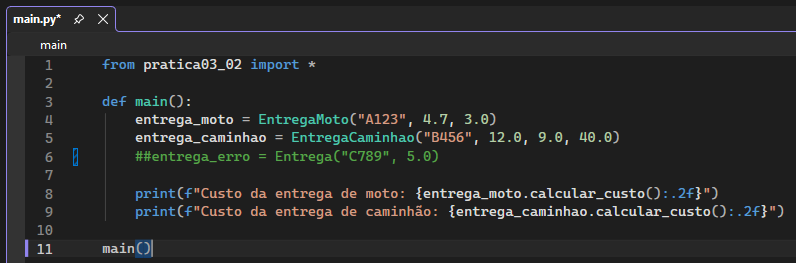 main.py*
main
1 from pratica03_02 import *
2
3 def main():
4 entrega_moto = EntregaMoto("A123", 4.7, 3.0)
5 entrega_caminhao = EntregaCaminhao("B456", 12.0, 9.0, 40.0)
6 ##entrega_erro = Entrega("C789", 5.0)
7
8 print(f"Custo da entrega de moto: {entrega_moto.calcular_custo():.2f}")
9 print(f"Custo da entrega de caminhão: {entrega_caminhao.calcular_custo():.2f}")
10
11 main()